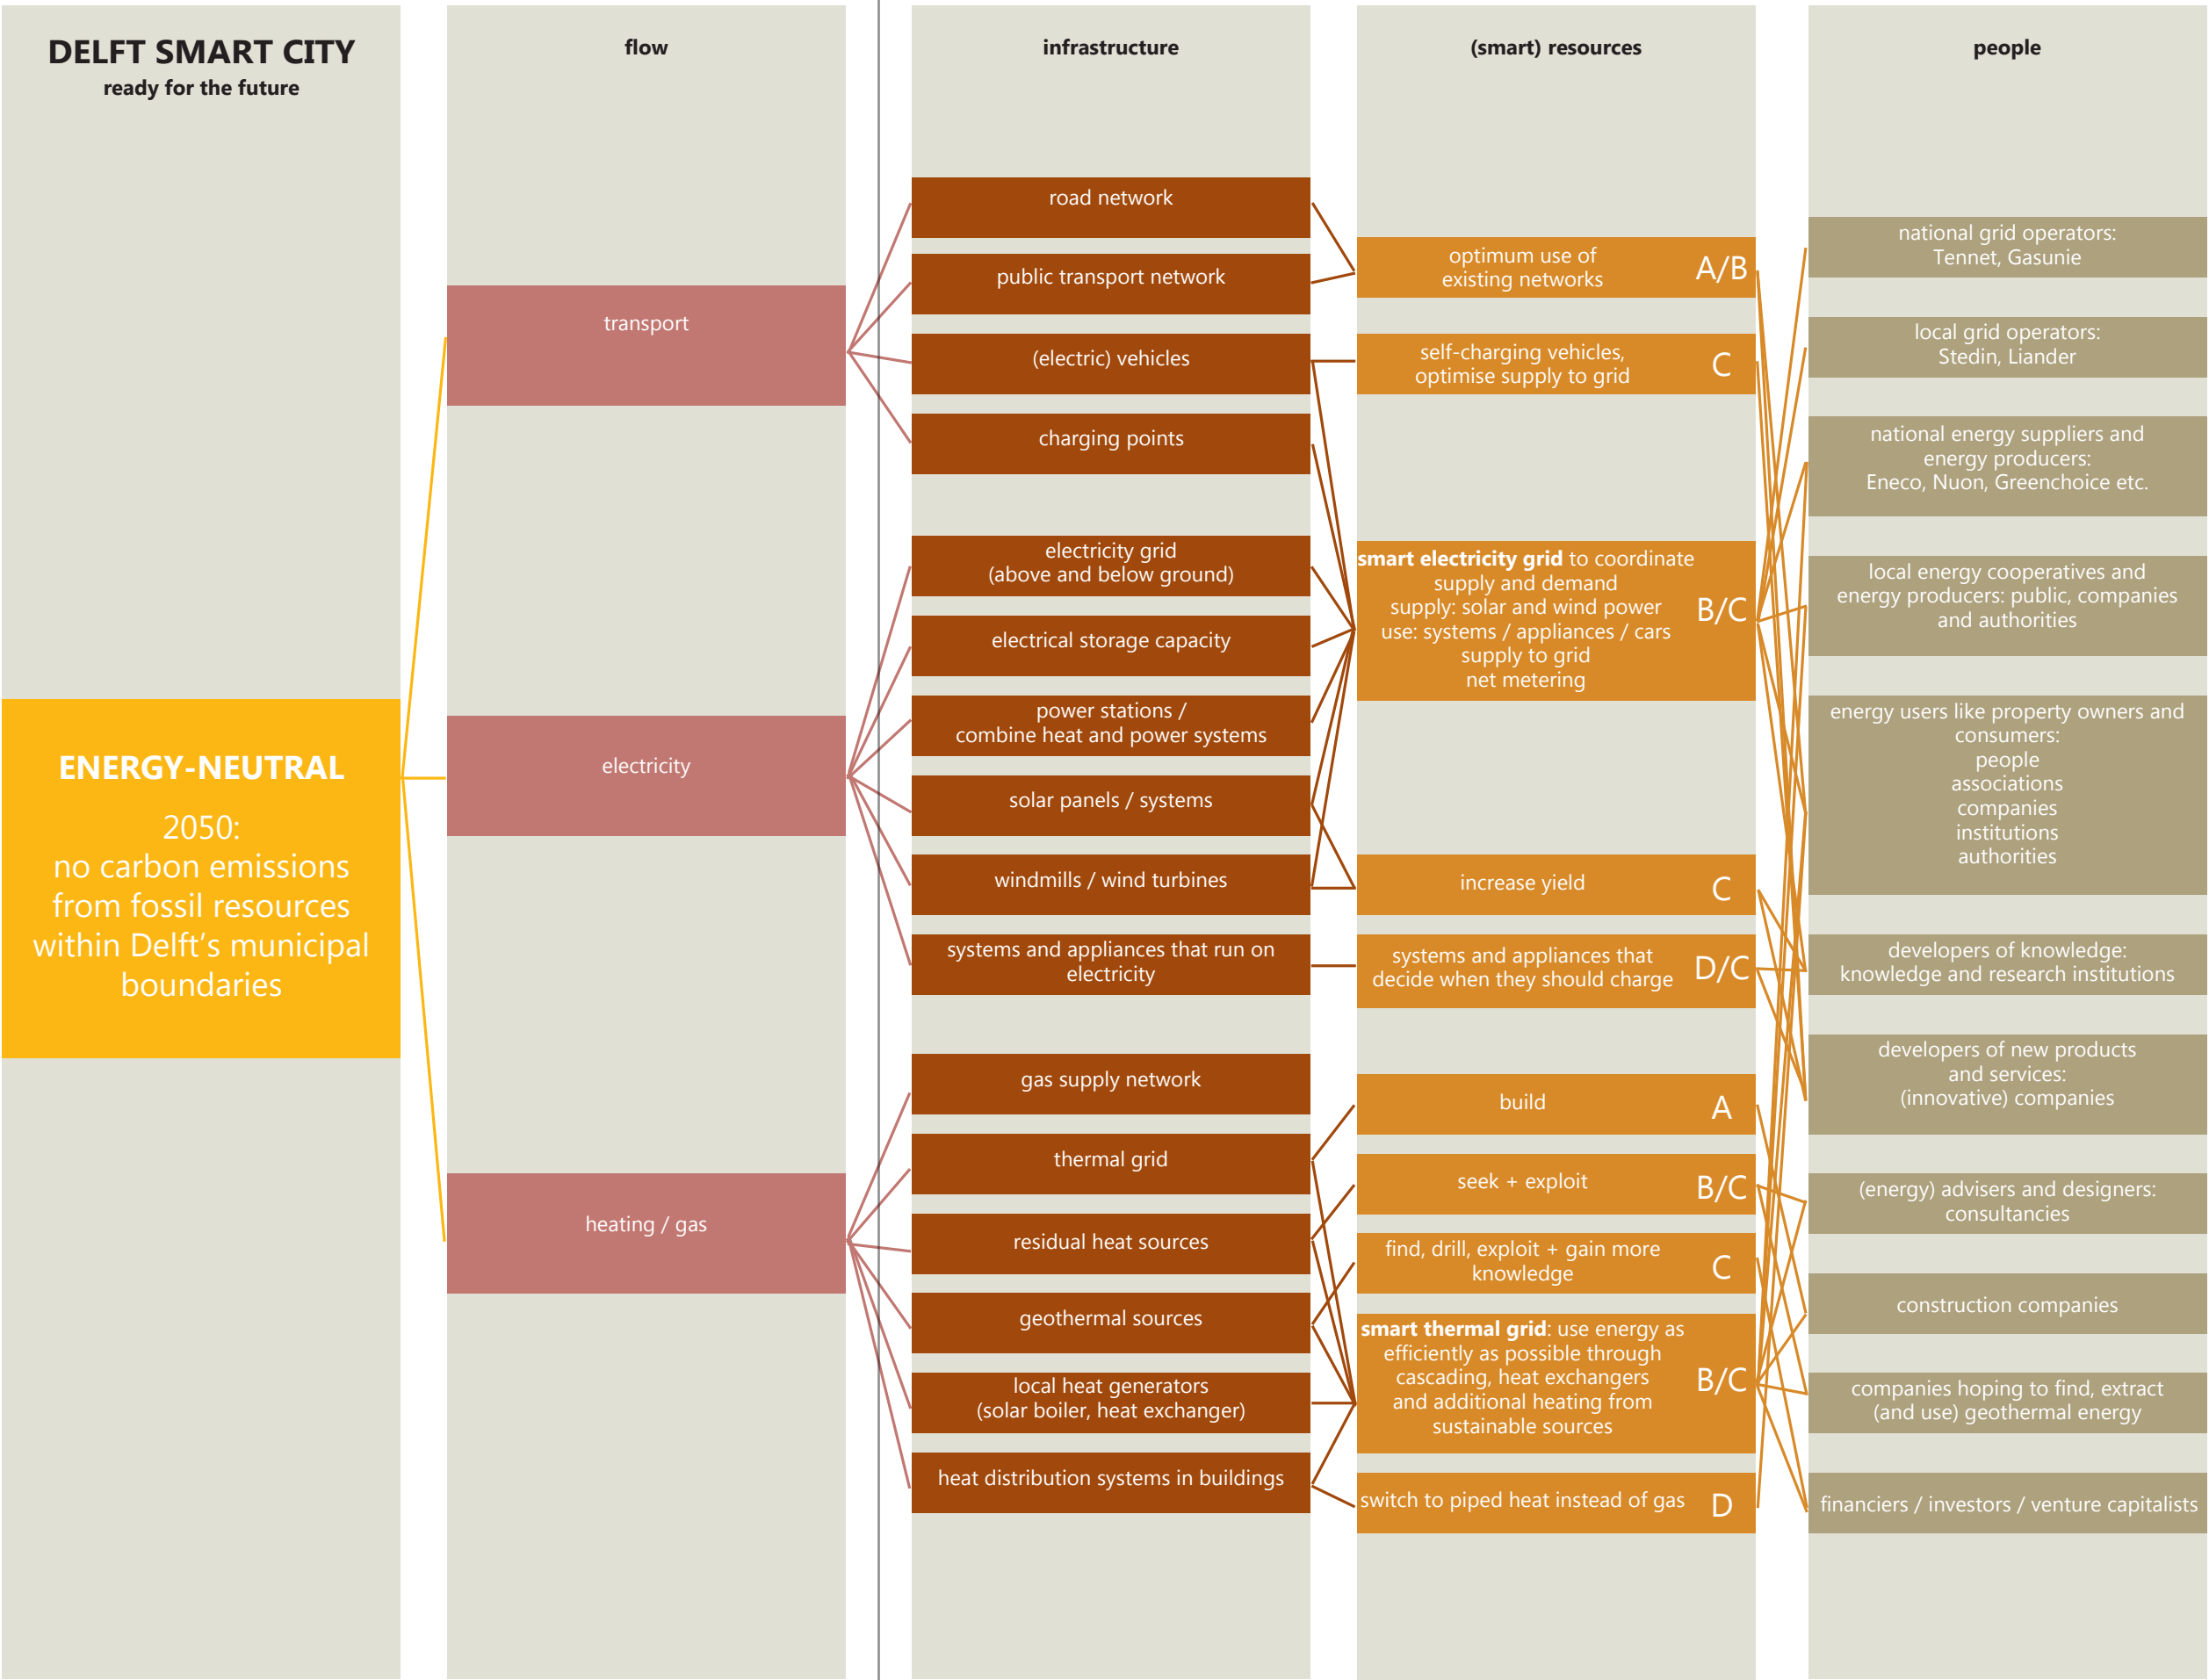 DELFT SMART CITY
ready for the future
ENERGY-NEUTRAL
2050:
no carbon emissions
from fossil resources
within Delft’s municipal
boundaries
flow
transport
electricity
heating / gas
infrastructure
road network
public transport network
(electric) vehicles
charging points
electricity grid
(above and below ground)
electrical storage capacity
power stations /
combine heat and power systems
solar panels / systems
windmills / wind turbines
systems and appliances that run on
electricity
gas supply network
thermal grid
residual heat sources
geothermal sources
local heat generators
(solar boiler, heat exchanger)
heat distribution systems in buildings
(smart) resources
optimum use of
existing networks
A/B
self-charging vehicles,
optimise supply to grid
C
smart electricity grid to coordinate
supply and demand
supply: solar and wind power
use: systems / appliances / cars
supply to grid
net metering
B/C
increase yield
C
systems and appliances that
decide when they should charge
D/C
build
A
seek + exploit
B/C
find, drill, exploit + gain more
knowledge
C
smart thermal grid: use energy as
efficiently as possible through
cascading, heat exchangers
and additional heating from
sustainable sources
B/C
switch to piped heat instead of gas
D
people
national grid operators:
Tennet, Gasunie
local grid operators:
Stedin, Liander
national energy suppliers and
energy producers:
Eneco, Nuon, Greenchoice etc.
local energy cooperatives and
energy producers: public, companies
and authorities
energy users like property owners and
consumers:
people
associations
companies
institutions
authorities
developers of knowledge:
knowledge and research institutions
developers of new products
and services:
(innovative) companies
(energy) advisers and designers:
consultancies
construction companies
companies hoping to find, extract
(and use) geothermal energy
financiers / investors / venture capitalists